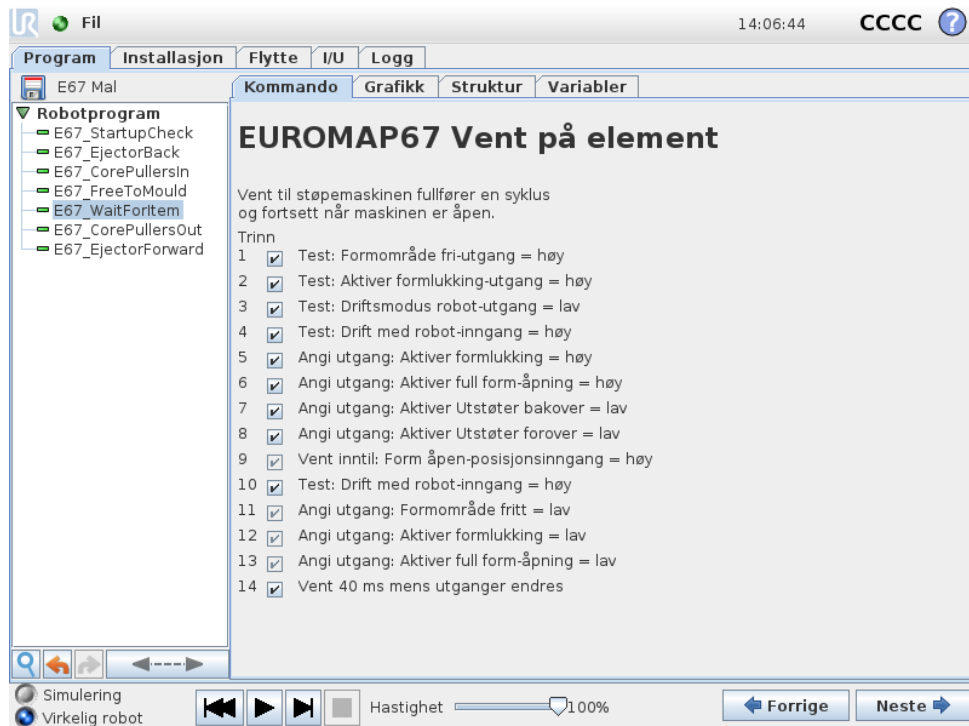 UR Fil 14:06:44 CCCC ?
Program Installasjon Flytte I/U Logg
E67 Mal
Kommando Grafikk Struktur Variabler
Robotprogram
E67_StartupCheck
E67_EjectorBack
E67_CorePullersIn
E67_FreeToMould
E67_WaitForItem
E67_CorePullersOut
E67_EjectorForward
EUROMAP67 Vent på element
Vent til støpemaskinen fullfører en syklus
og fortsett når maskinen er åpen.
Trinn
1 Test: Formområde fri-utgang = høy
2 Test: Aktiver formlukking-utgang = høy
3 Test: Driftsmodus robot-utgang = lav
4 Test: Drift med robot-inngang = høy
5 Angi utgang: Aktiver formlukking = høy
6 Angi utgang: Aktiver full form-åpning = høy
7 Angi utgang: Aktiver Utstøter bakover = lav
8 Angi utgang: Aktiver Utstøter forover = lav
9 Vent inntil: Form åpen-posisjonsinngang = høy
10 Test: Drift med robot-inngang = høy
11 Angi utgang: Formområde fritt = lav
12 Angi utgang: Aktiver formlukking = lav
13 Angi utgang: Aktiver full form-åpning = lav
14 Vent 40 ms mens utganger endres
Simulering
Virkelig robot
Hastighet 100%
Forrige Neste